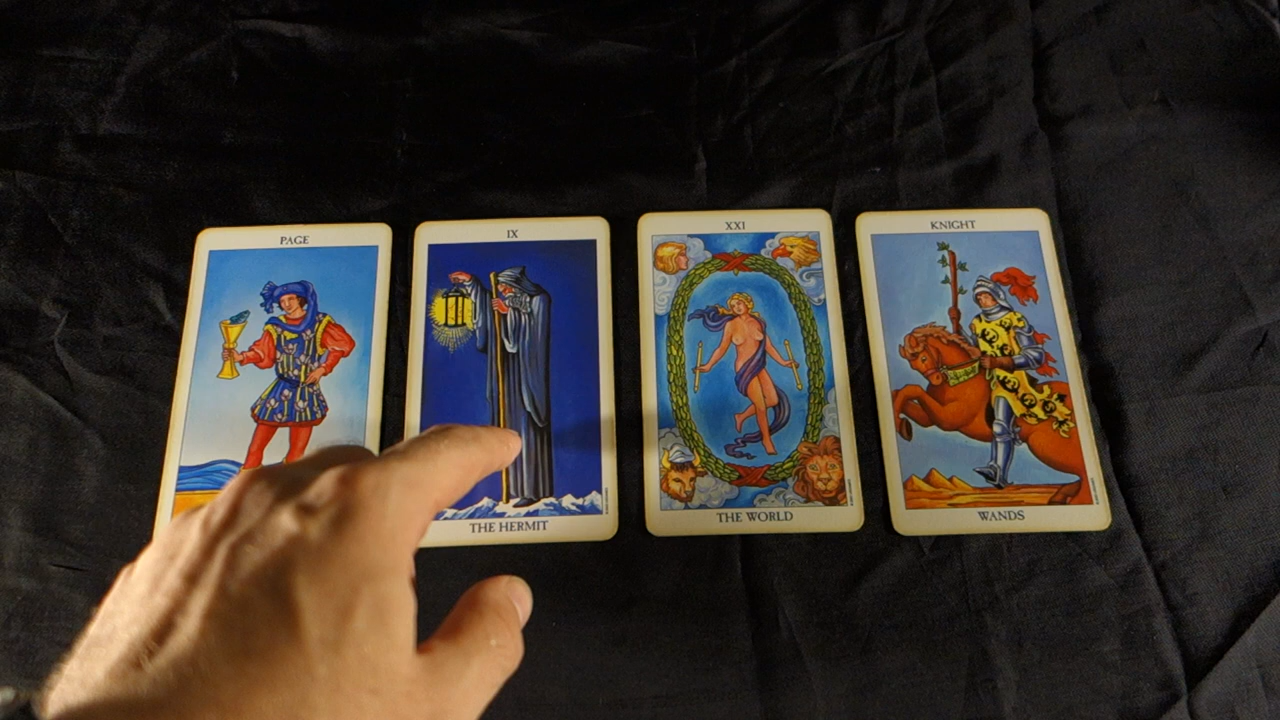 PAGE
IX
THE HERMIT
XXI
THE WORLD
KNIGHT
WANDS